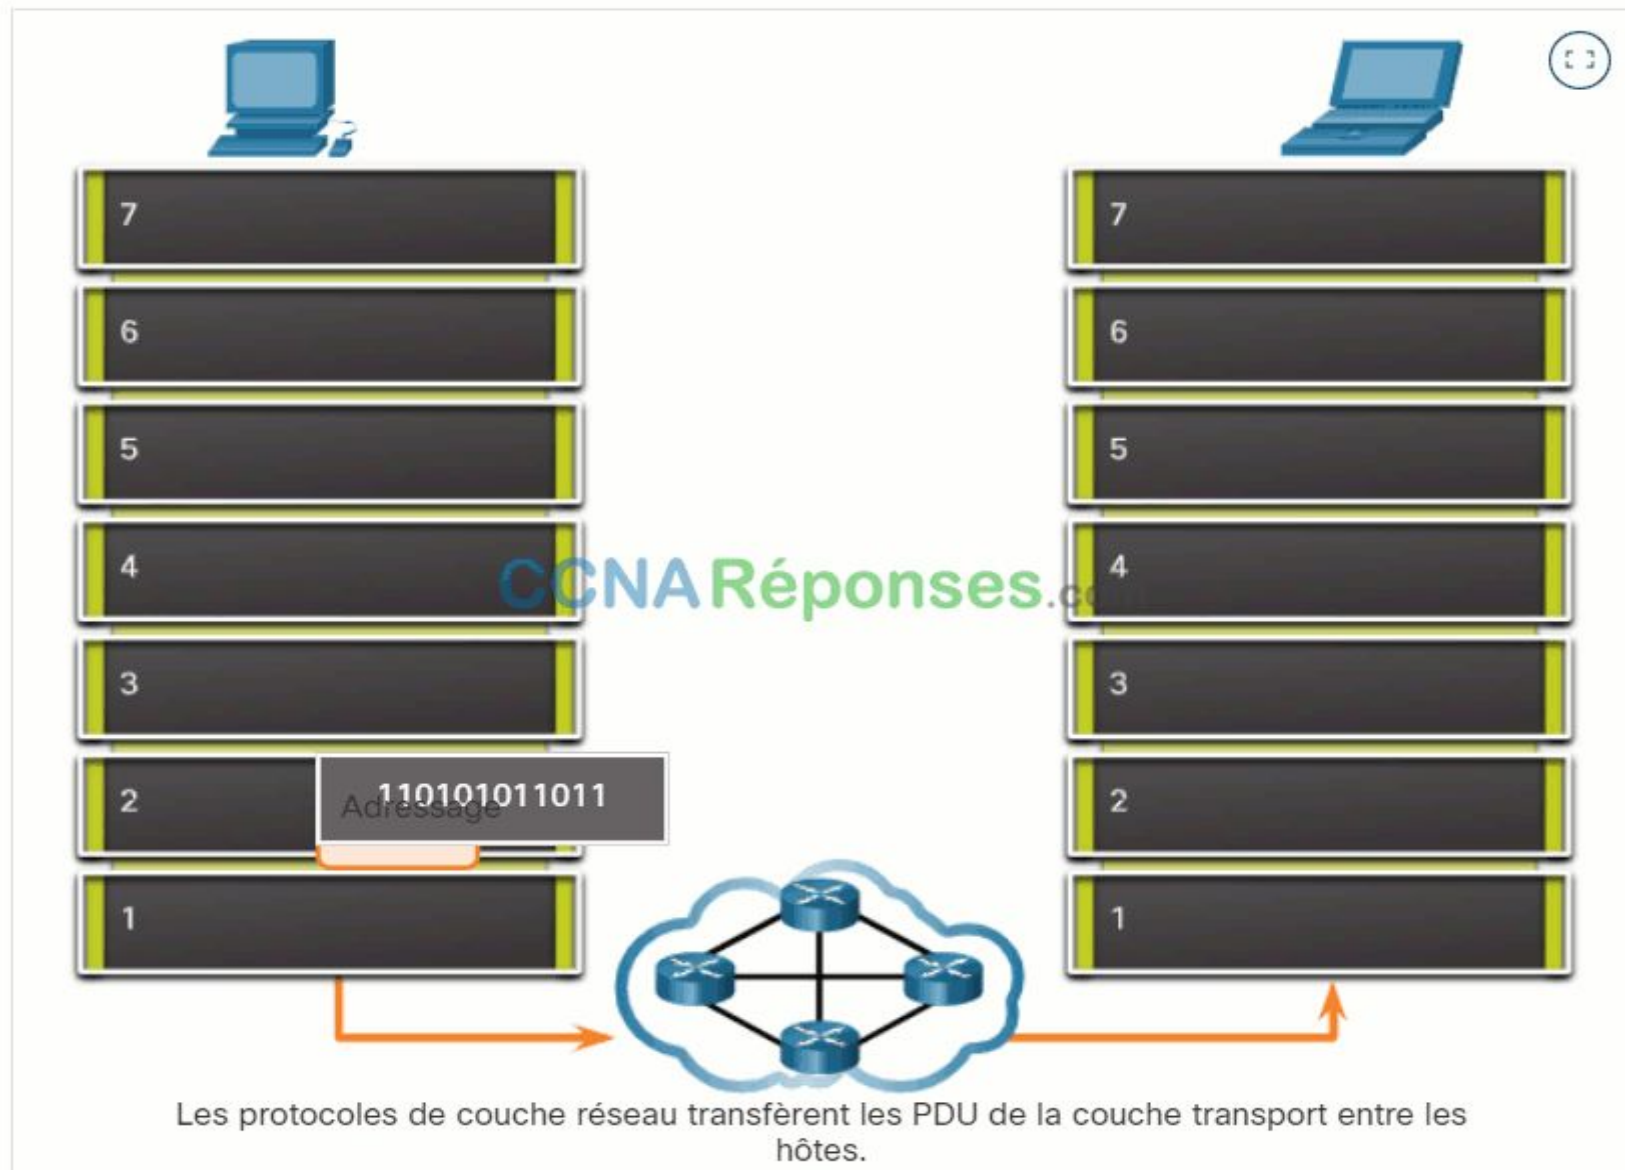 7 7
6 6
5 5
4 CCNARéponses.com 4
3 3
2 110101011011 2
Adressage
1 1
Les protocoles de couche réseau transfèrent les PDU de la couche transport entre les
hôtes.